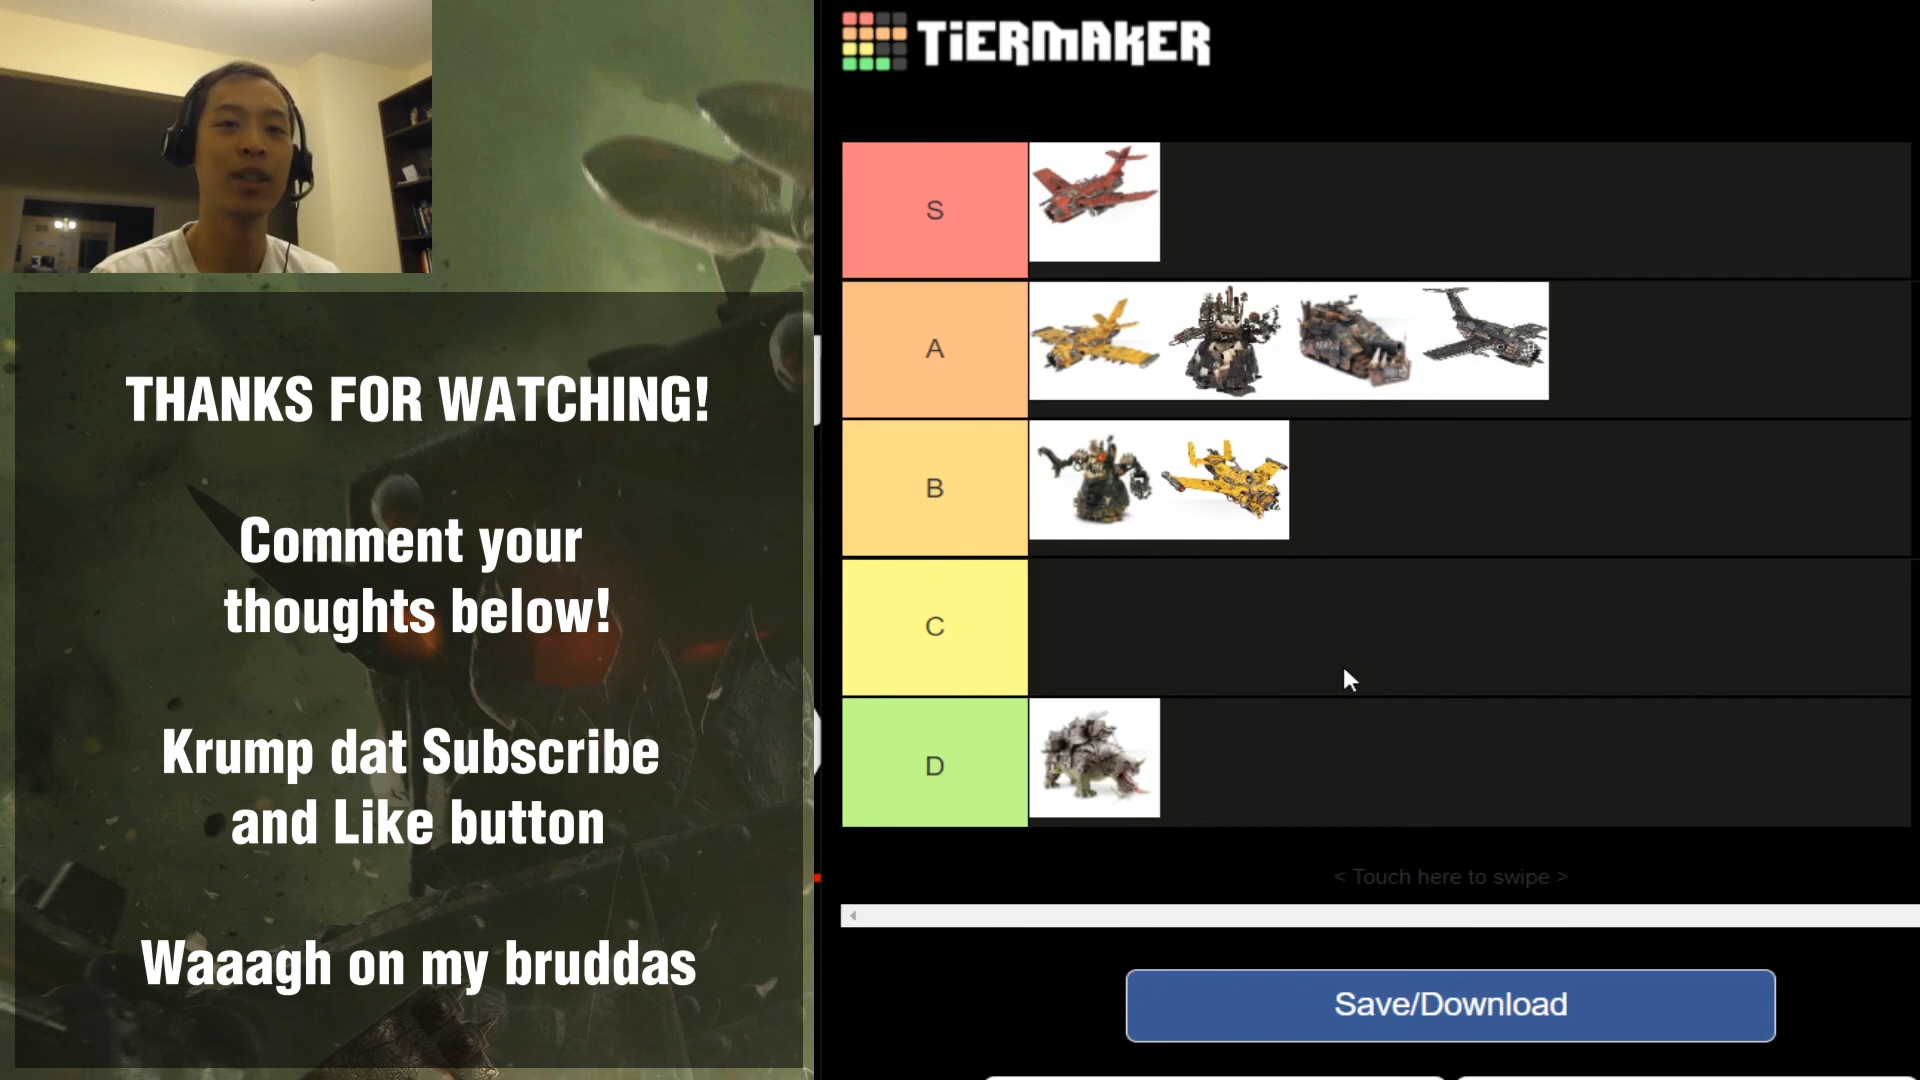 TiERMAKER
S
A
B
C
D
THANKS FOR WATCHING!
Comment your
thoughts below!
Krump dat Subscribe
and Like button
Waaagh on my bruddas
< Touch here to swipe >
Save/Download